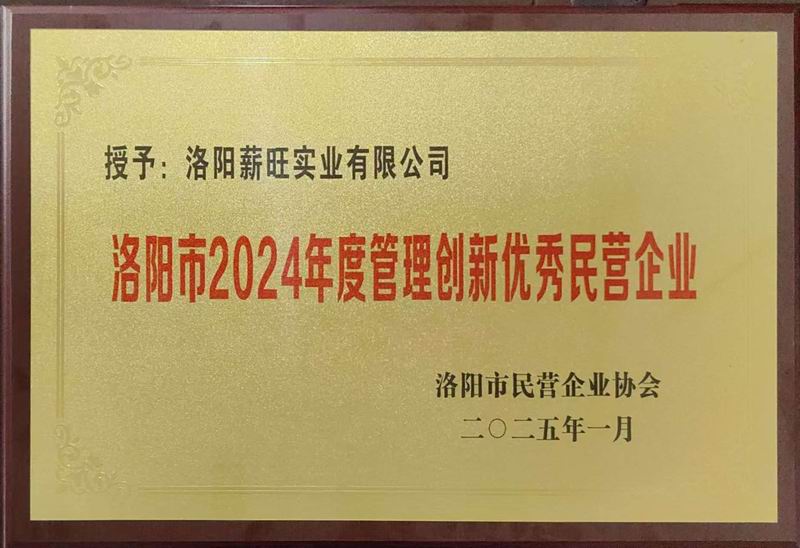 授予：洛阳薪旺实业有限公司
洛阳市2024年度管理创新优秀民营企业
洛阳市民营企业协会
二〇二五年一月